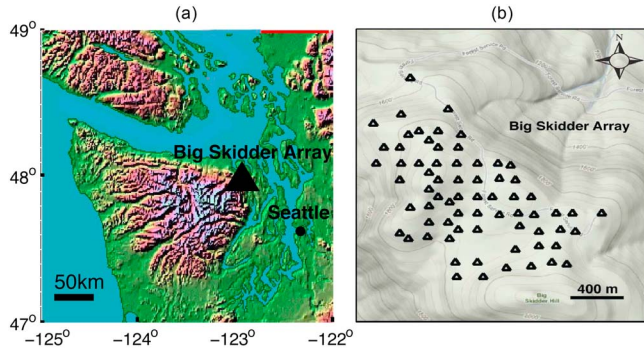 (a)
(b)
49°
48°
47°
Big Skidder Array
Seattle
50km
−125°
−124°
−123°
−122°
Big Skidder Array
Big
Skidder Hill
400 m